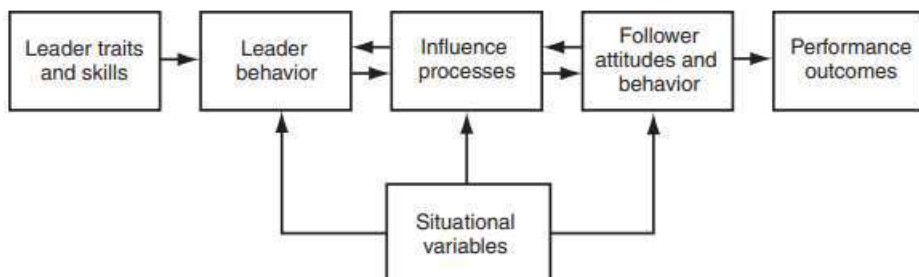 Leader traits
and skills
Leader
behavior
Influence
processes
Follower
attitudes and
behavior
Performance
outcomes
Situational
variables